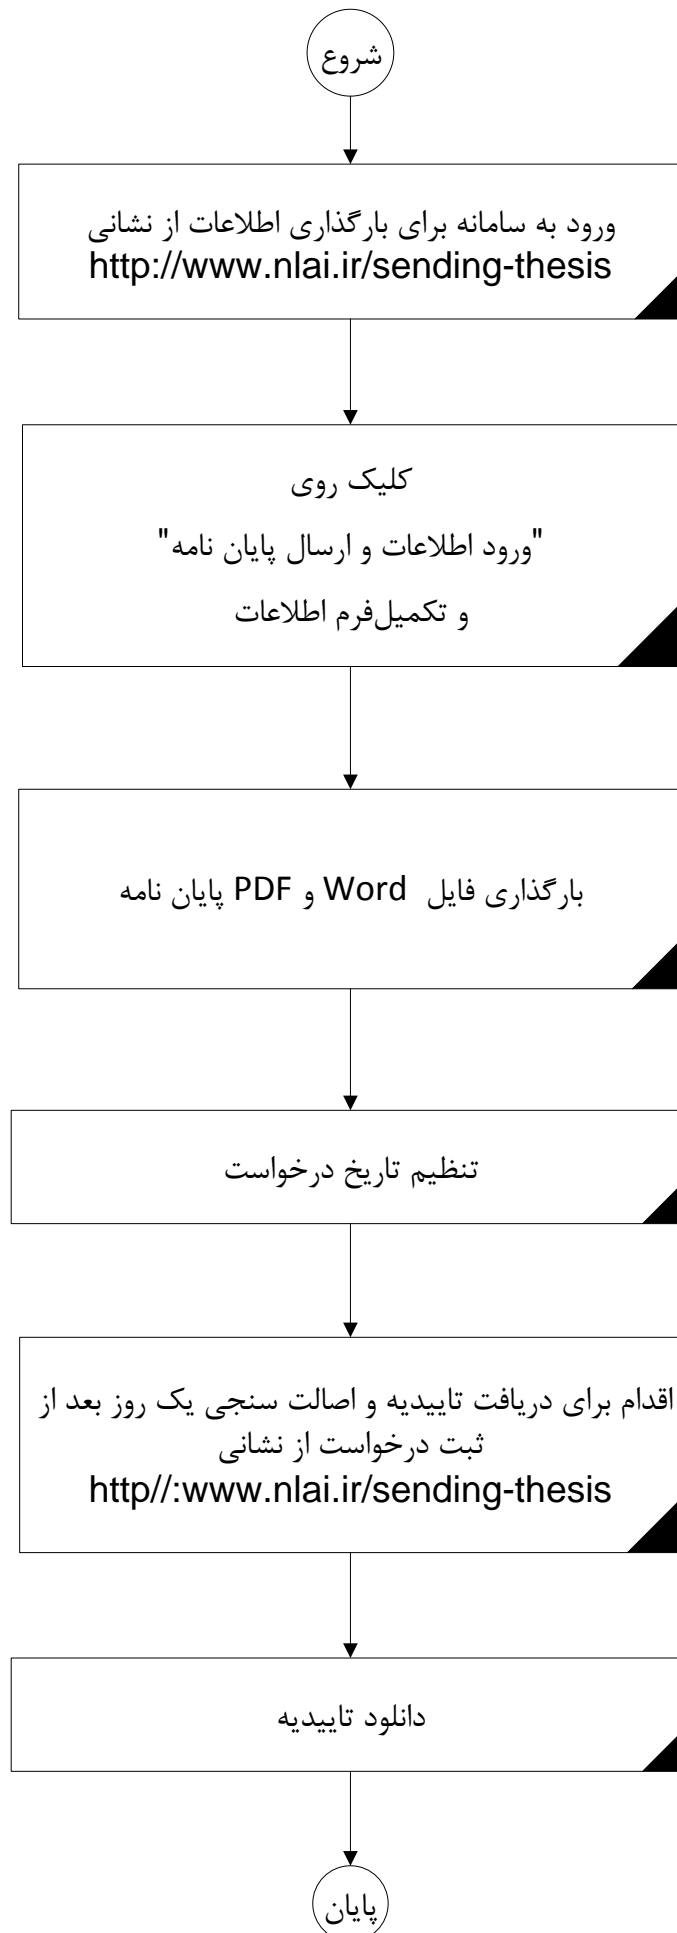 شروع
ورود به سامانه برای بارگذاری اطلاعات از نشانی
http://www.nlai.ir/sending-thesis
کلیک روی
"ورود اطلاعات و ارسال پایان نامه"
و تکمیل‌فرم اطلاعات
بارگذاری فایل Word و PDF پایان نامه
تنظیم تاریخ درخواست
اقدام برای دریافت تاییدیه و اصالت سنجی یک روز بعد از
ثبت درخواست از نشانی
http//:www.nlai.ir/sending-thesis
دانلود تاییدیه
پایان